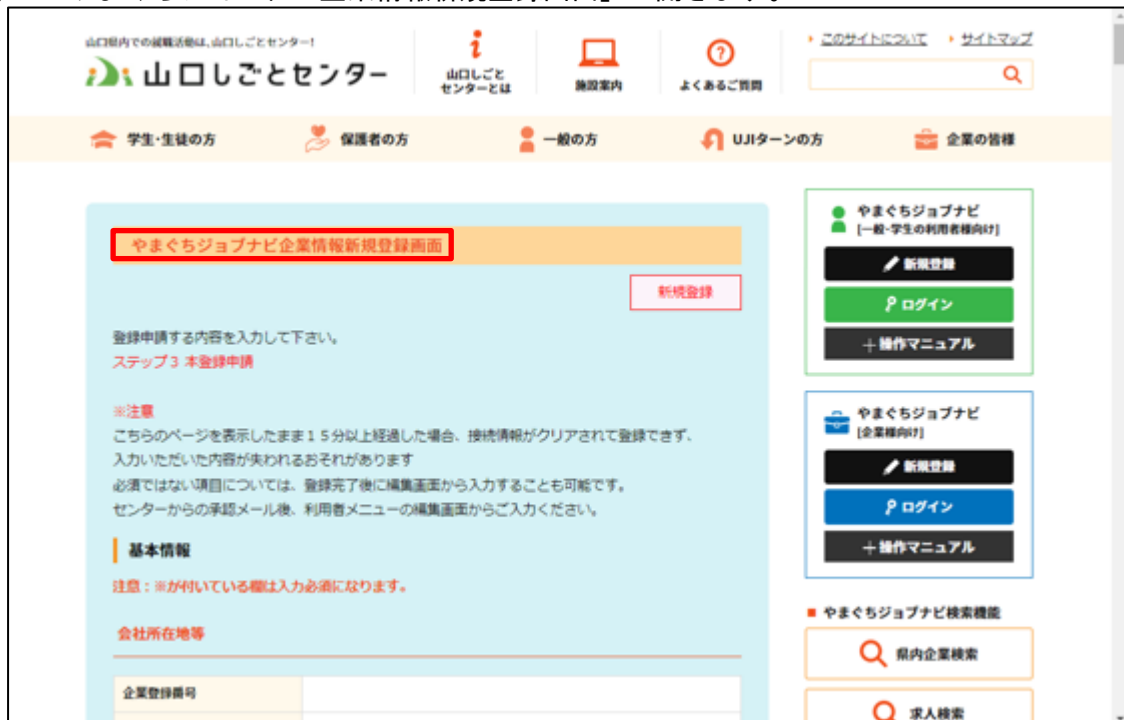 山口県内での就職活動は、山口しごとセンター!
山口しごとセンター
山口しごと
センターとは
施設案内
よくあるご質問
このサイトについて
サイトマップ
学生・生徒の方
保護者の方
一般の方
UJIターンの方
企業の皆様
やまぐちジョブナビ企業情報新規登録画面
新規登録
登録申請する内容を入力して下さい。
ステップ3 本登録申請
※注意
こちらのページを表示したまま15分以上経過した場合、接続情報がクリアされて登録できず、
入力いただいた内容が失われるおそれがあります
必須ではない項目については、登録完了後に編集画面から入力することも可能です。
センターからの承認メール後、利用者メニューの編集画面からご入力ください。
基本情報
注意:※が付いている欄は入力必須になります。
会社所在地等
企業登録番号
やまぐちジョブナビ
[一般・学生の利用者様向け]
新規登録
ログイン
操作マニュアル
やまぐちジョブナビ
[企業様向け]
新規登録
ログイン
操作マニュアル
やまぐちジョブナビ検索機能
県内企業検索
求人検索